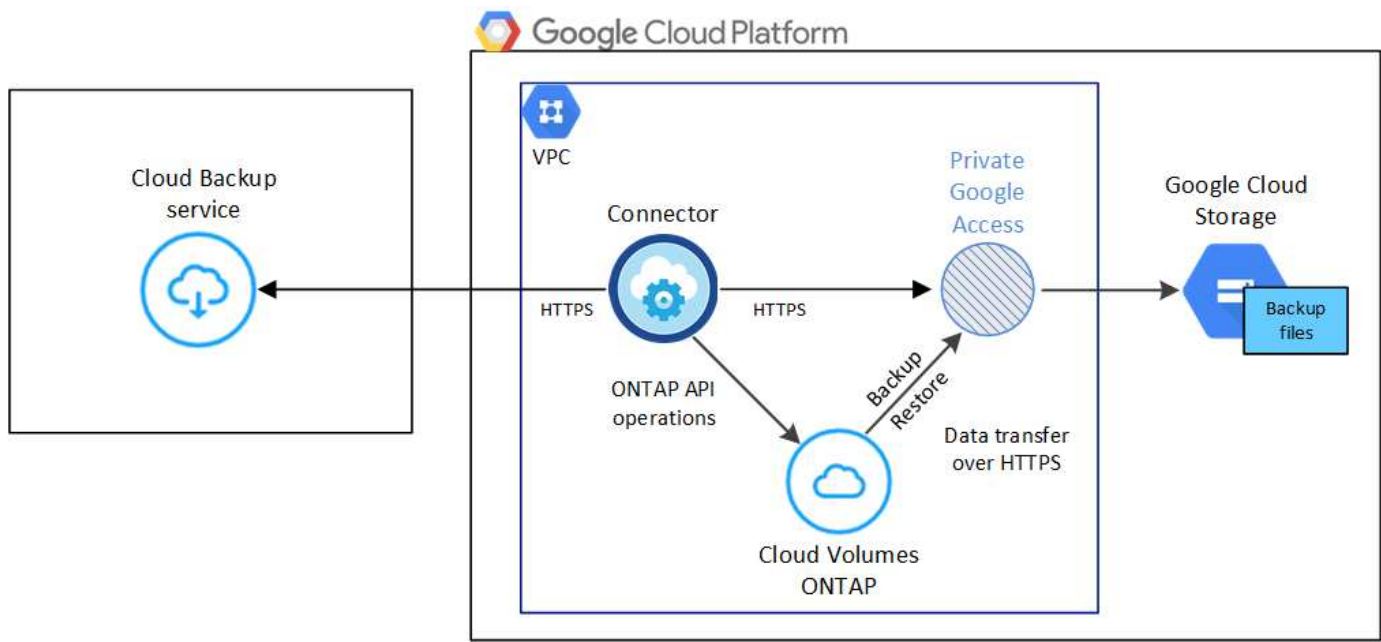 Google Cloud Platform
VPC
Cloud Backup
service
Connector
Private
Google
Access
Google Cloud
Storage
HTTPS
HTTPS
Backup
files
ONTAP API
operations
Backup
Restore
Data transfer
over HTTPS
Cloud Volumes
ONTAP